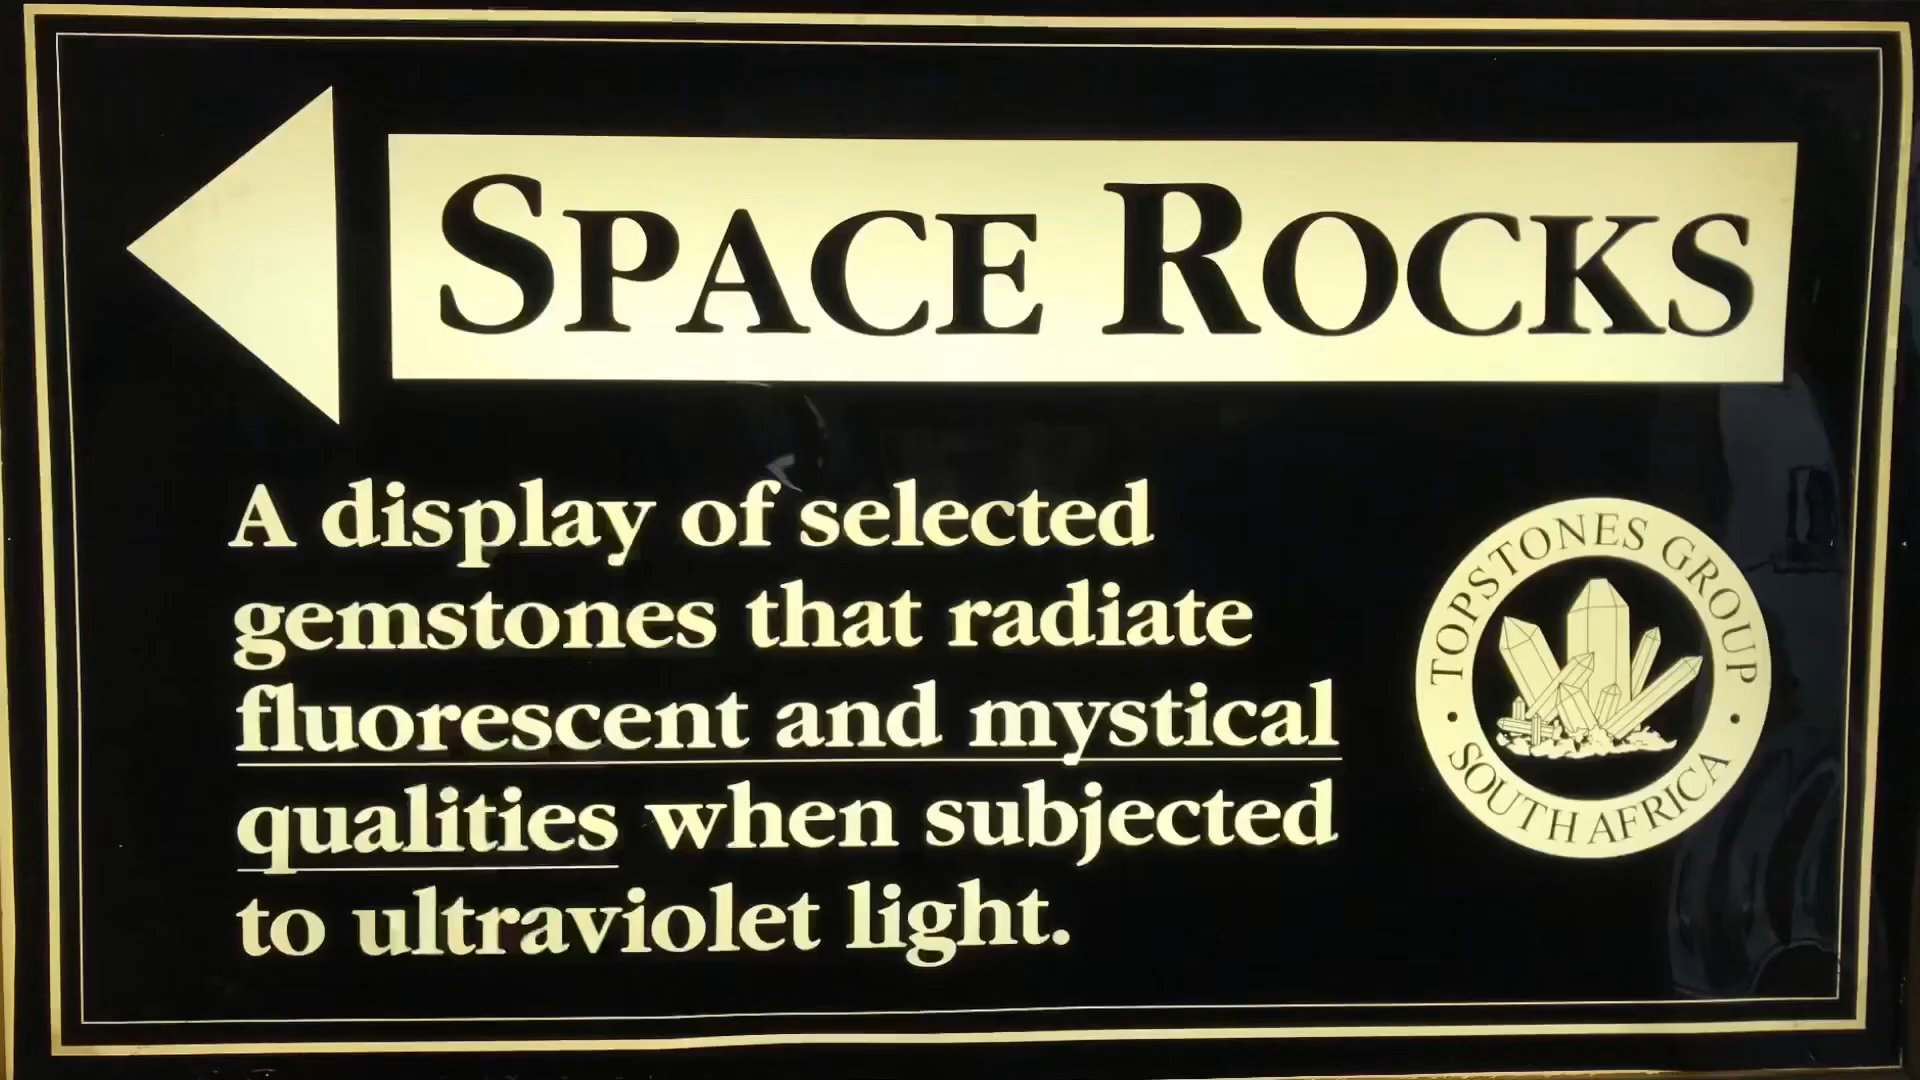 SPACE ROCKS
A display of selected
gemstones that radiate
fluorescent and mystical
qualities when subjected
to ultraviolet light.
TOPSTONES GROUP
• SOUTH AFRICA •